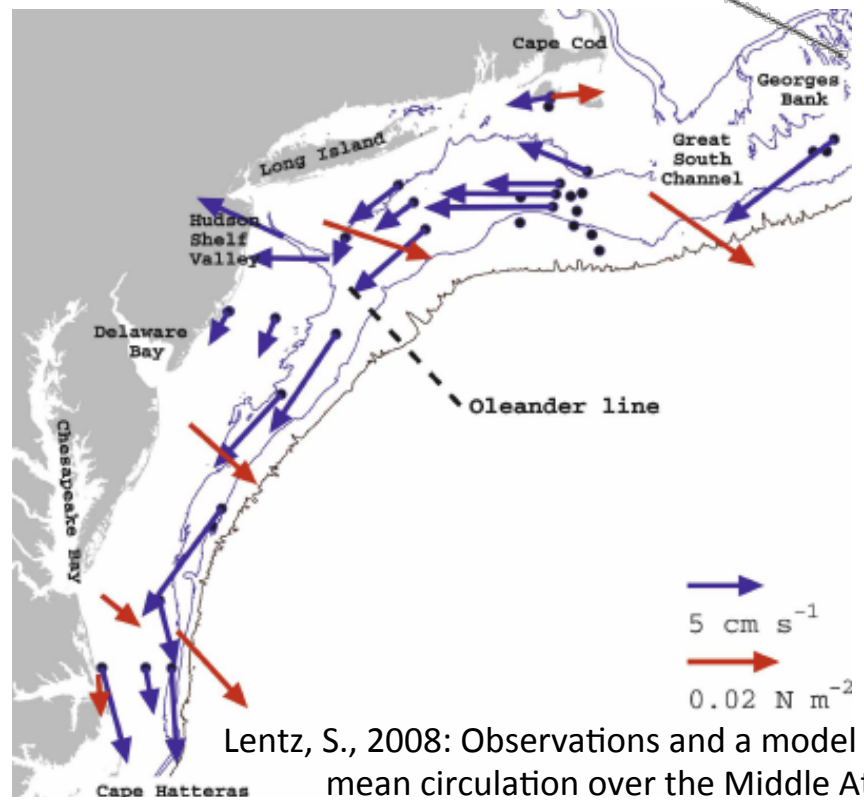 Cape Cod
Georges
Bank
Great
South
Channel
Long Island
Hudson
Shelf
Valley
Delaware
Bay
Oleander line
Chesapeake Bay
5 cm s⁻¹
0.02 N m⁻²
Lentz, S., 2008: Observations and a model
mean circulation over the Middle A
Cape Hatteras